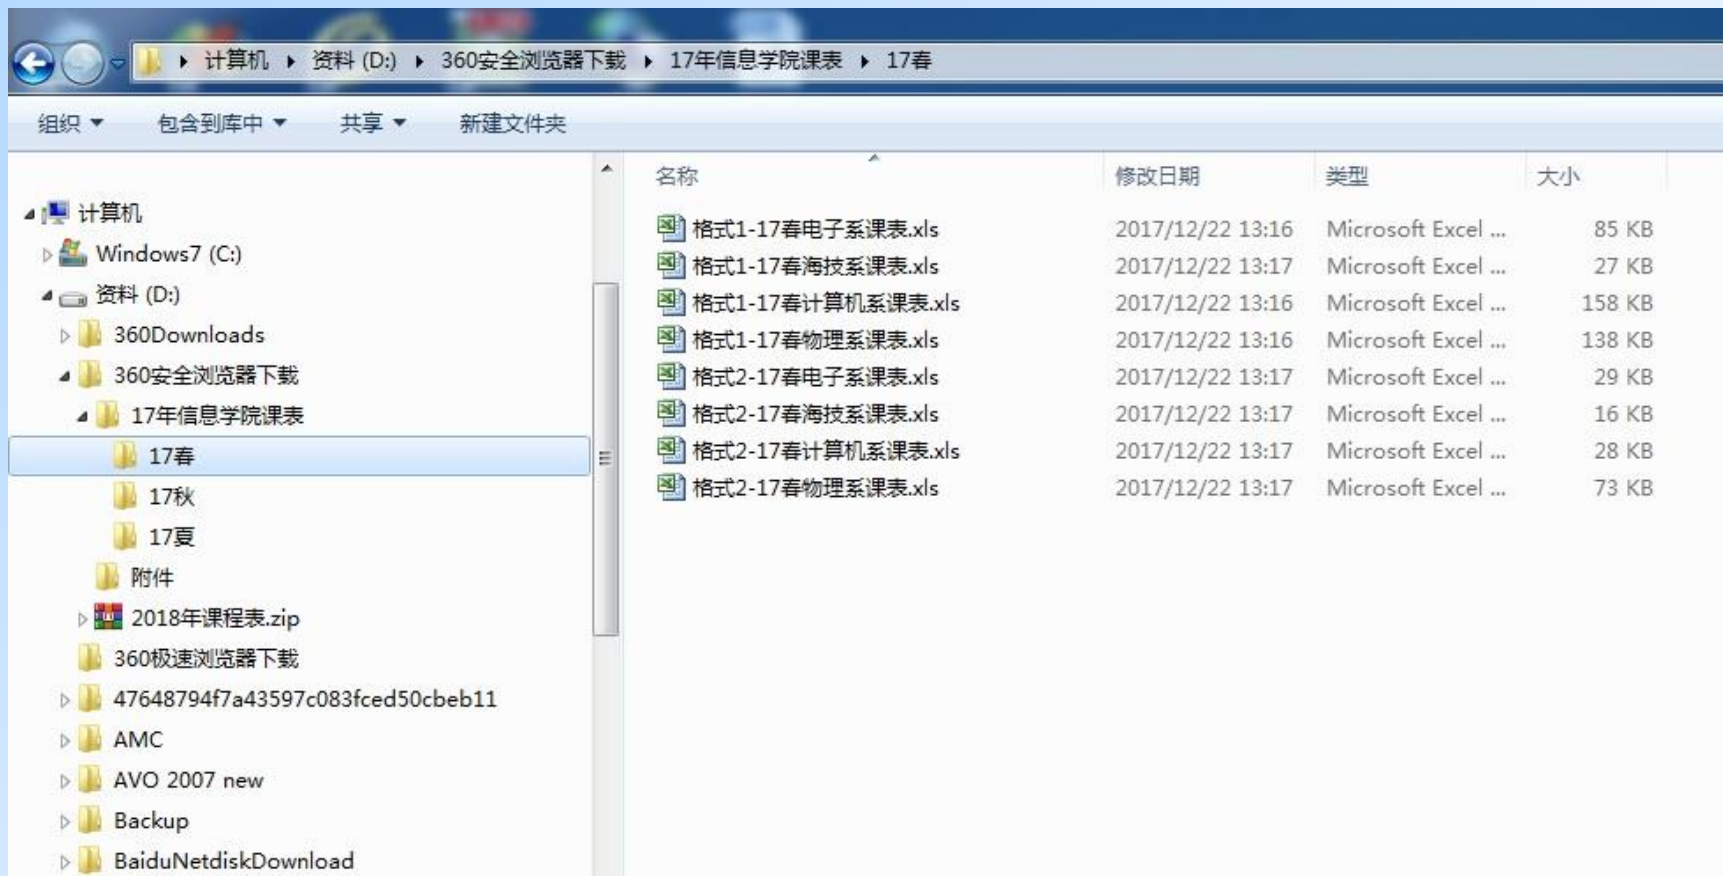 计算机 资料 (D:) 360安全浏览器下载 17年信息学院课表 17春
组织 包含到库中 共享 新建文件夹
计算机
Windows7 (C:)
资料 (D:)
360Downloads
360安全浏览器下载
17年信息学院课表
17春
17秋
17夏
附件
2018年课程表.zip
360极速浏览器下载
47648794f7a43597c083fced50cbeb11
AMC
AVO 2007 new
Backup
BaiduNetdiskDownload
名称 修改日期 类型 大小
格式1-17春电子系课表.xls 2017/12/22 13:16 Microsoft Excel ... 85 KB
格式1-17春海技系课表.xls 2017/12/22 13:17 Microsoft Excel ... 27 KB
格式1-17春计算机系课表.xls 2017/12/22 13:16 Microsoft Excel ... 158 KB
格式1-17春物理系课表.xls 2017/12/22 13:16 Microsoft Excel ... 138 KB
格式2-17春电子系课表.xls 2017/12/22 13:17 Microsoft Excel ... 29 KB
格式2-17春海技系课表.xls 2017/12/22 13:17 Microsoft Excel ... 16 KB
格式2-17春计算机系课表.xls 2017/12/22 13:17 Microsoft Excel ... 28 KB
格式2-17春物理系课表.xls 2017/12/22 13:17 Microsoft Excel ... 73 KB